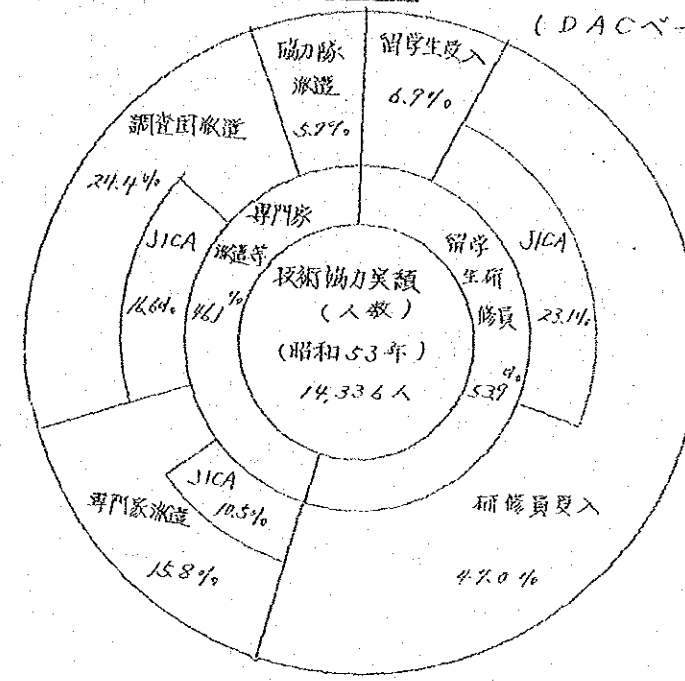 (DACベー
協力隊
派遣
5.9%
留学生受入
6.9%
調査団派遣
24.4%
JICA
16.6%
専門家
派遣等
46.1%
留学
生研
修員
53.9%
JICA
23.1%
技術協力実績
(人数)
(昭和53年)
14,336人
JICA
10.5%
専門家派遣
15.8%
研修員受入
47.0%